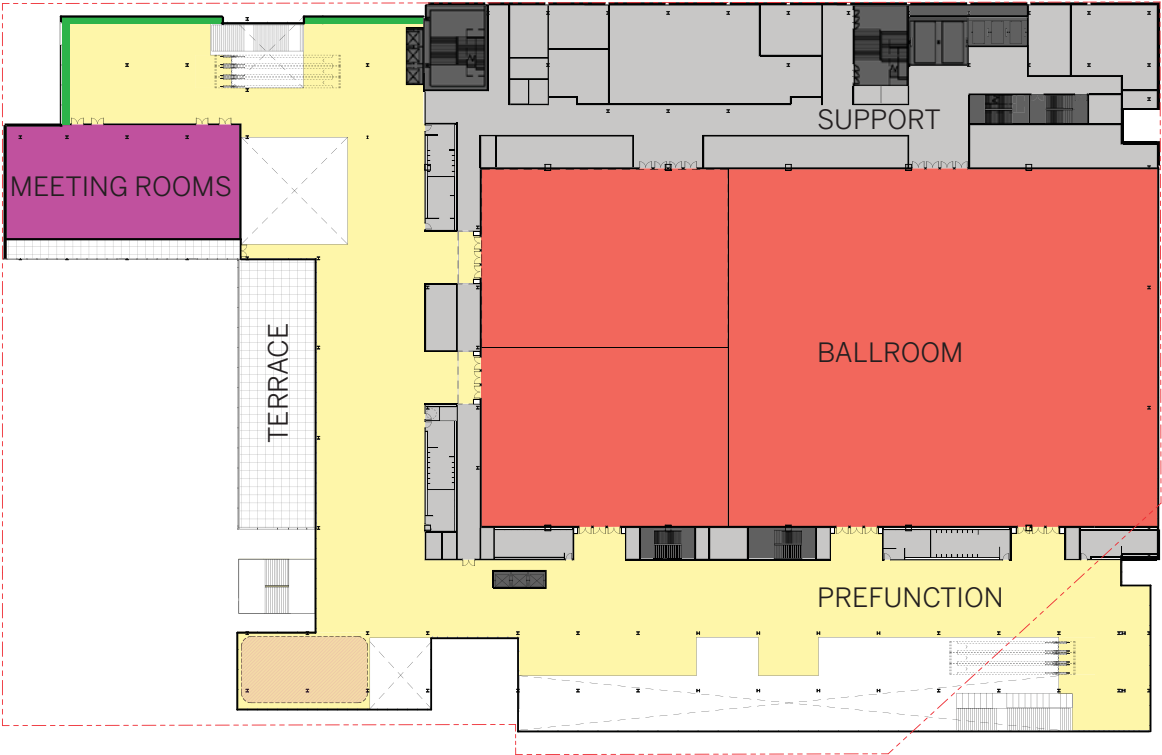 SUPPORT
MEETING ROOMS
TERRACE
BALLROOM
PREFUNCTION